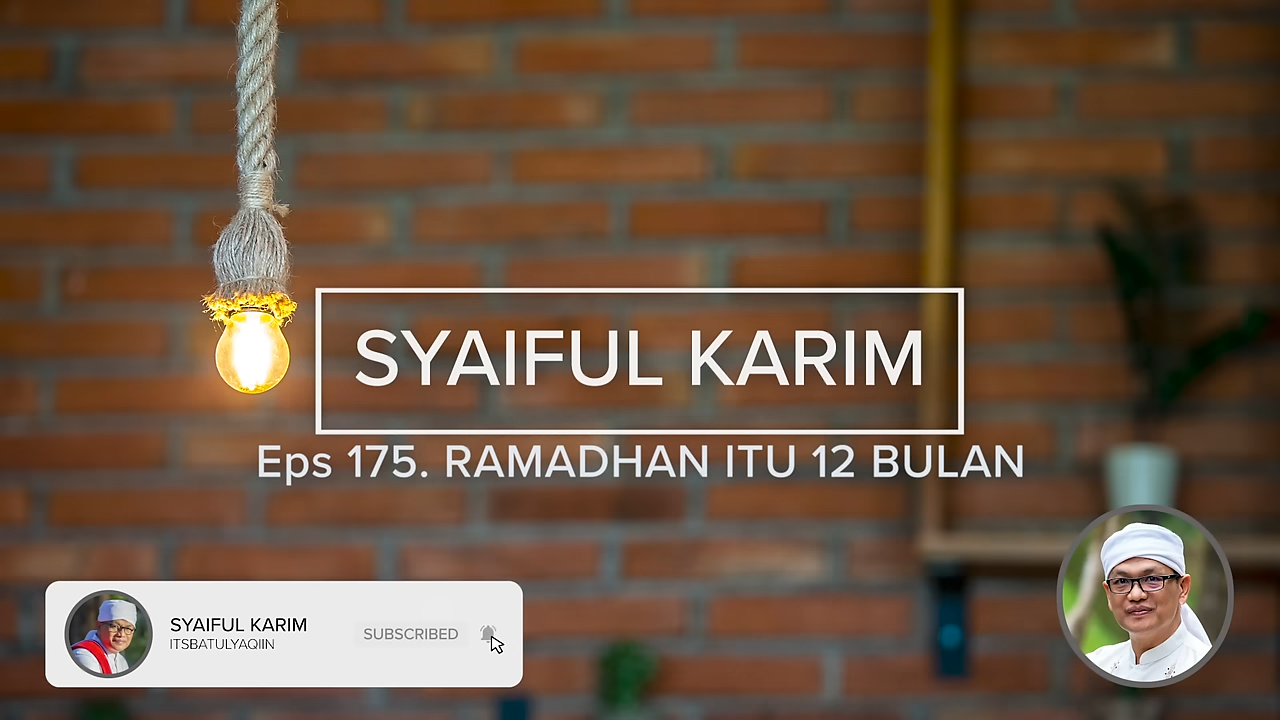 SYAIFUL KARIM
Eps 175. RAMADHAN ITU 12 BULAN
SYAIFUL KARIM
ITSBATULYAQIIN
SUBSCRIBED